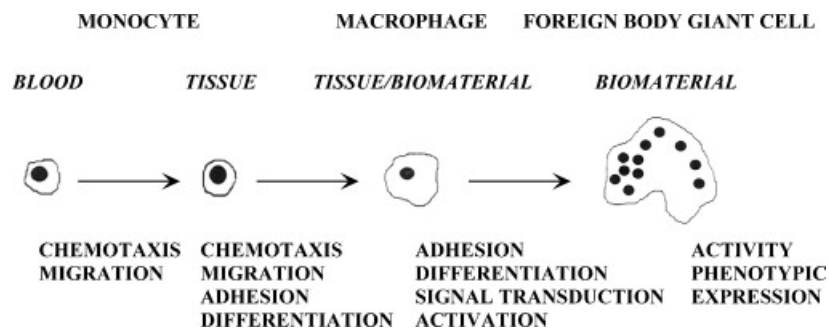 MONOCYTE MACROPHAGE FOREIGN BODY GIANT CELL
BLOOD TISSUE TISSUE/BIOMATERIAL BIOMATERIAL
CHEMOTAXIS CHEMOTAXIS ADHESION ACTIVITY
MIGRATION MIGRATION DIFFERENTIATION PHENOTYPIC
ADHESION SIGNAL TRANSDUCTION EXPRESSION
DIFFERENTIATION ACTIVATION